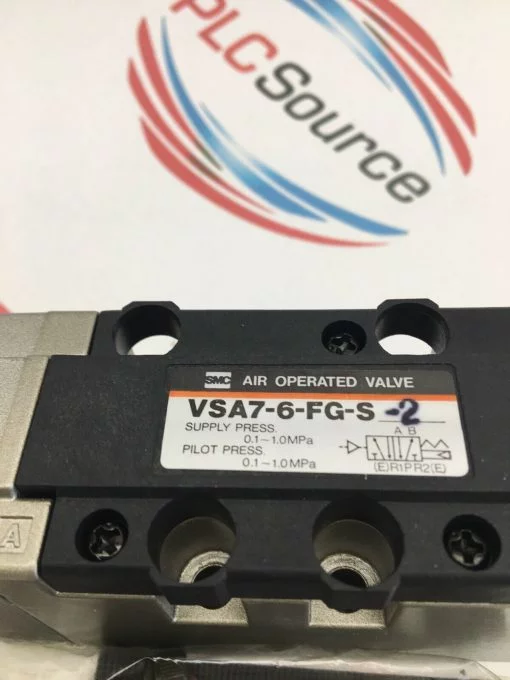 PLCSource
SMC AIR OPERATED VALVE
VSA7-6-FG-S -2
SUPPLY PRESS.
0.1~1.0MPa
PILOT PRESS.
0.1~1.0MPa
A B
(E)R1PR2(E)
A